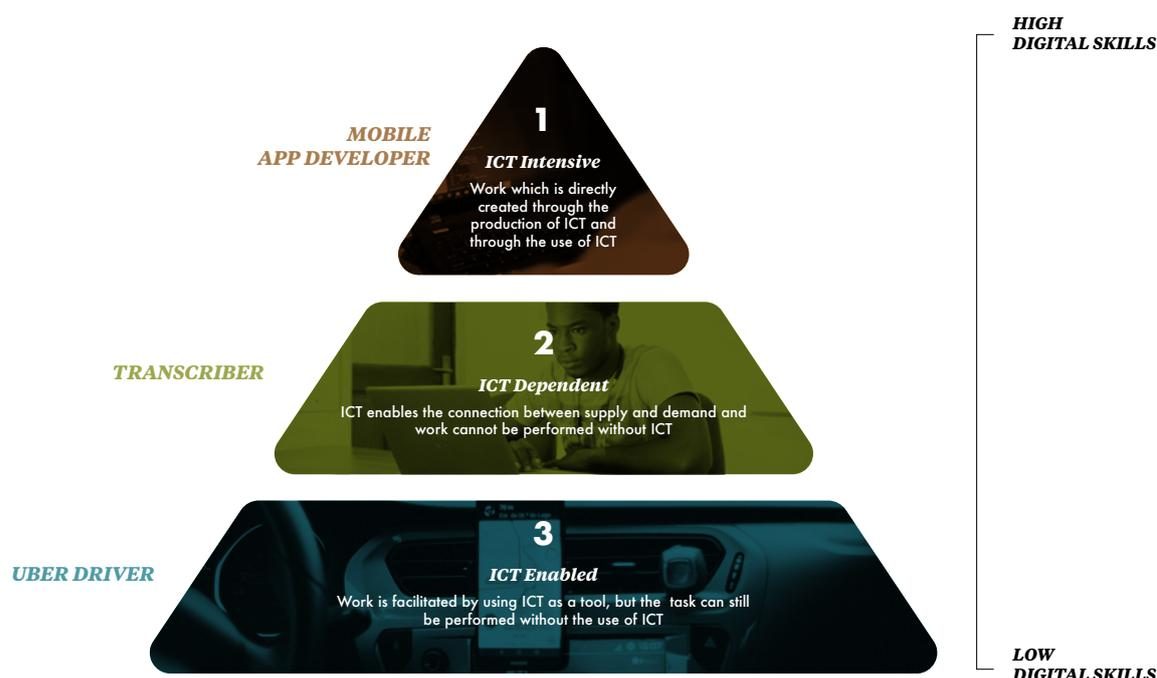 HIGH
DIGITAL SKILLS
MOBILE
APP DEVELOPER
1
ICT Intensive
Work which is directly
created through the
production of ICT and
through the use of ICT
TRANSCRIBER
2
ICT Dependent
ICT enables the connection between supply and demand and
work cannot be performed without ICT
UBER DRIVER
3
ICT Enabled
Work is facilitated by using ICT as a tool, but the task can still
be performed without the use of ICT
LOW
DIGITAL SKILLS